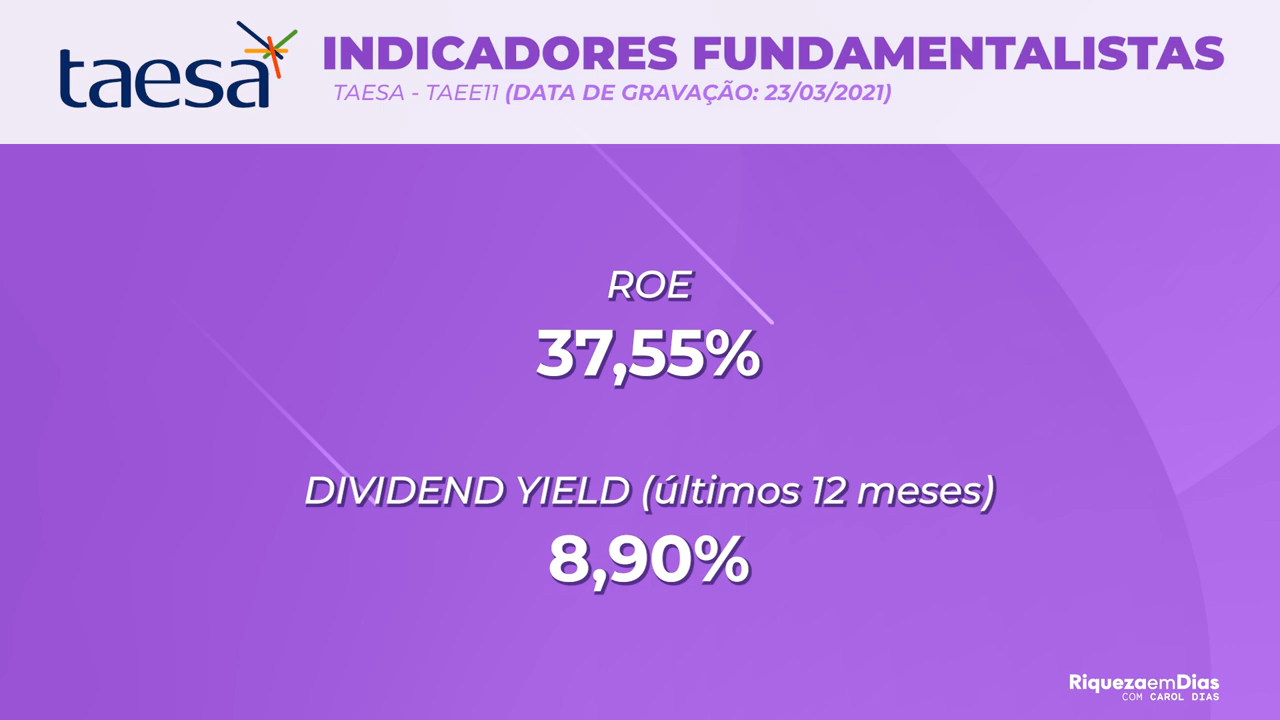 taesa
INDICADORES FUNDAMENTALISTAS
TAESA - TAEE11 (DATA DE GRAVAÇÃO: 23/03/2021)
ROE
37,55%
DIVIDEND YIELD (últimos 12 meses)
8,90%
RiquezaemDias
COM CAROL DIAS